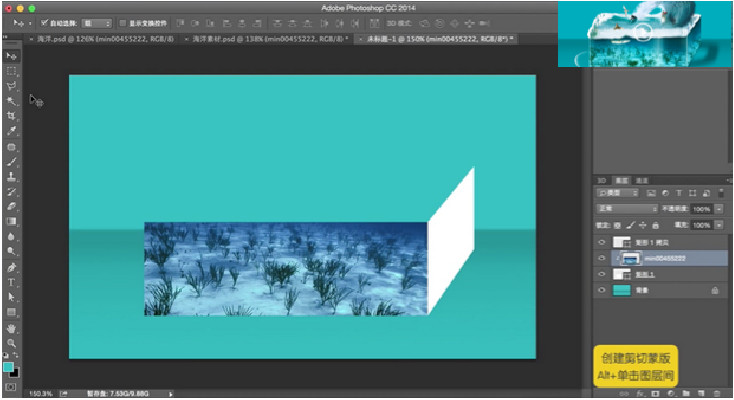 Adobe Photoshop CC 2014
自动选择: 组 显示变换控件 3D 模式:
× 海洋.psd @ 126% (min00455222, RGB/8) × 海洋素材.psd @ 138% (min00455222, RGB/8) * × 未标题-1 @ 150% (min00455222, RGB/8*) *
3D 图层 通道
类型
正常 不透明度: 100%
锁定: 填充: 100%
矩形 1 拷贝
min00455222
矩形 1
背景
创建剪切蒙版
Alt+单击图层间
150.3% 暂存盘: 7.53G/9.88G